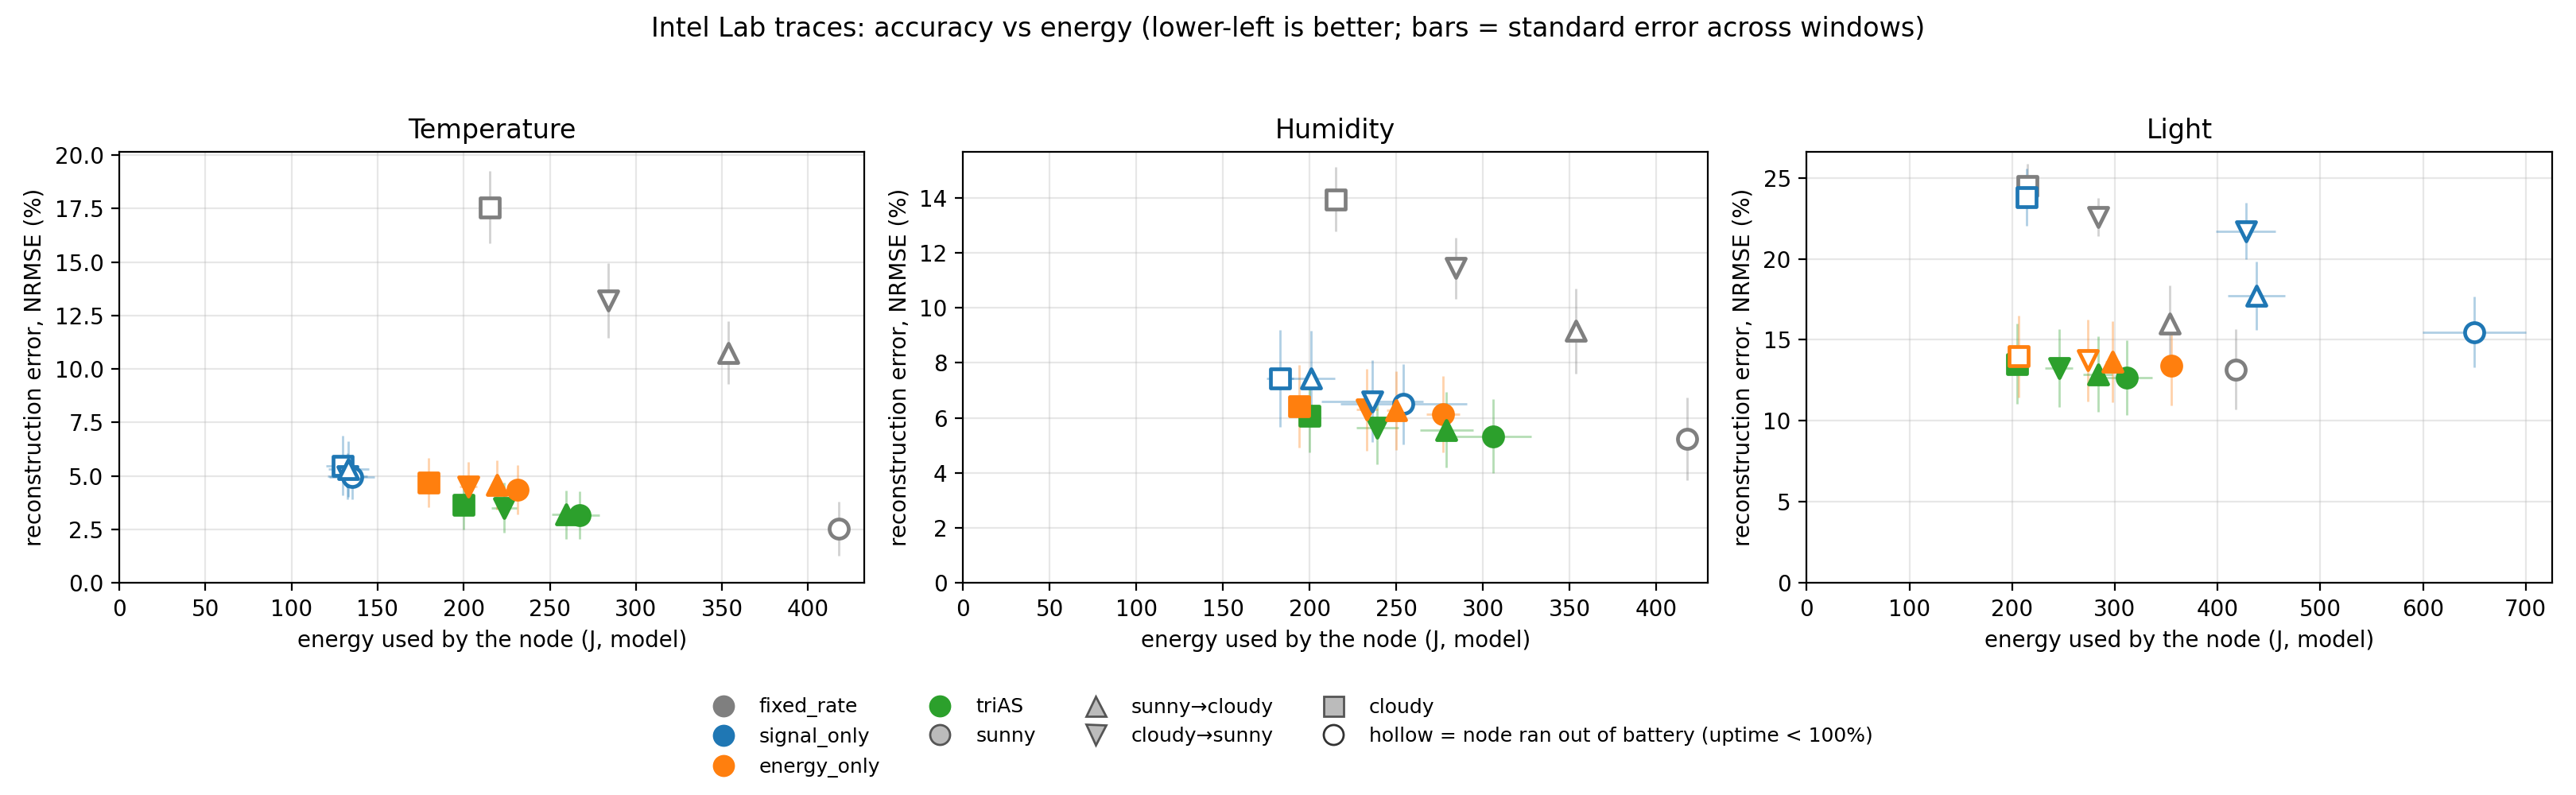 Intel Lab traces: accuracy vs energy (lower-left is better; bars = standard error across windows)
Temperature
reconstruction error, NRMSE (%)
20.0
17.5
15.0
12.5
10.0
7.5
5.0
2.5
0.0
0 50 100 150 200 250 300 350 400
energy used by the node (J, model)
Humidity
reconstruction error, NRMSE (%)
14
12
10
8
6
4
2
0
0 50 100 150 200 250 300 350 400
energy used by the node (J, model)
Light
reconstruction error, NRMSE (%)
25
20
15
10
5
0
0 100 200 300 400 500 600 700
energy used by the node (J, model)
fixed_rate
signal_only
energy_only
triAS
sunny
sunny→cloudy
cloudy→sunny
cloudy
hollow = node ran out of battery (uptime < 100%)